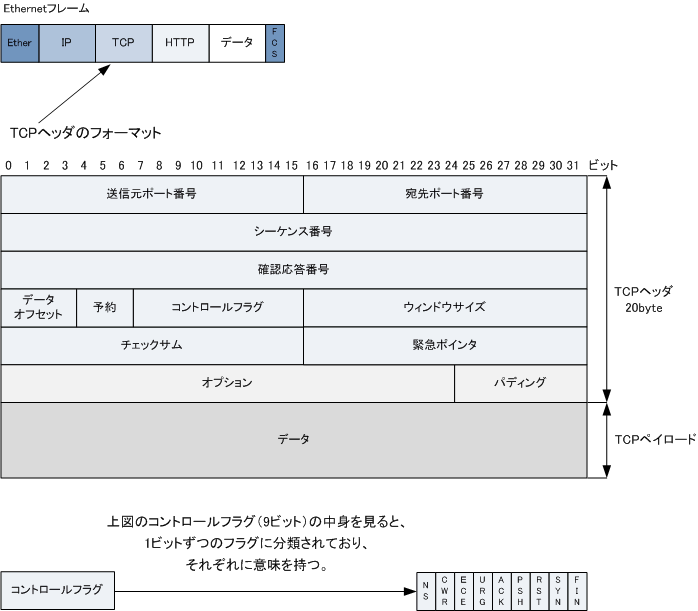 Ethernetフレーム
Ether IP TCP HTTP データ FCS
TCPヘッダのフォーマット
0 1 2 3 4 5 6 7 8 9 10 11 12 13 14 15 16 17 18 19 20 21 22 23 24 25 26 27 28 29 30 31 ビット
送信元ポート番号 宛先ポート番号
シーケンス番号
確認応答番号
データ
オフセット
予約 コントロールフラグ ウィンドウサイズ
チェックサム 緊急ポインタ
オプション パディング
TCPヘッダ
20byte
データ
TCPペイロード
上図のコントロールフラグ(9ビット)の中身を見ると、
1ビットずつのフラグに分類されており、
それぞれに意味を持つ。
コントロールフラグ
NS CWR ECE URG ACK PSH RST SYN FIN